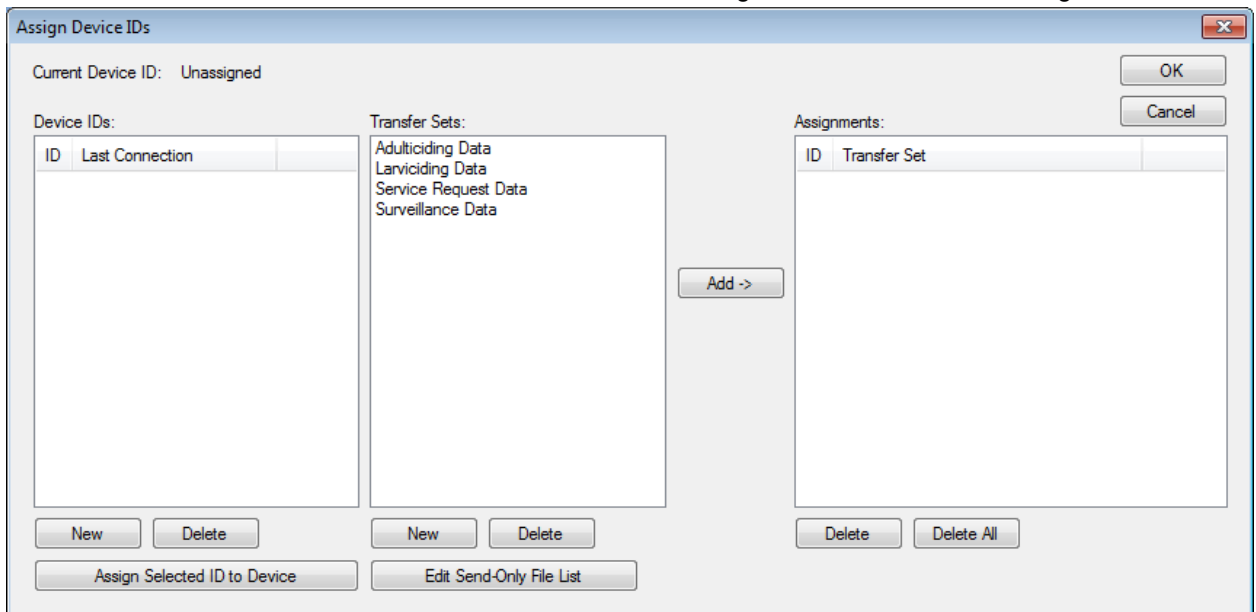 Assign Device IDs
Current Device ID: Unassigned
OK
Cancel
Device IDs:
Transfer Sets:
Assignments:
ID Last Connection
Adulticiding Data
Larviciding Data
Service Request Data
Surveillance Data
ID Transfer Set
Add ->
New Delete
New Delete
Delete Delete All
Assign Selected ID to Device
Edit Send-Only File List